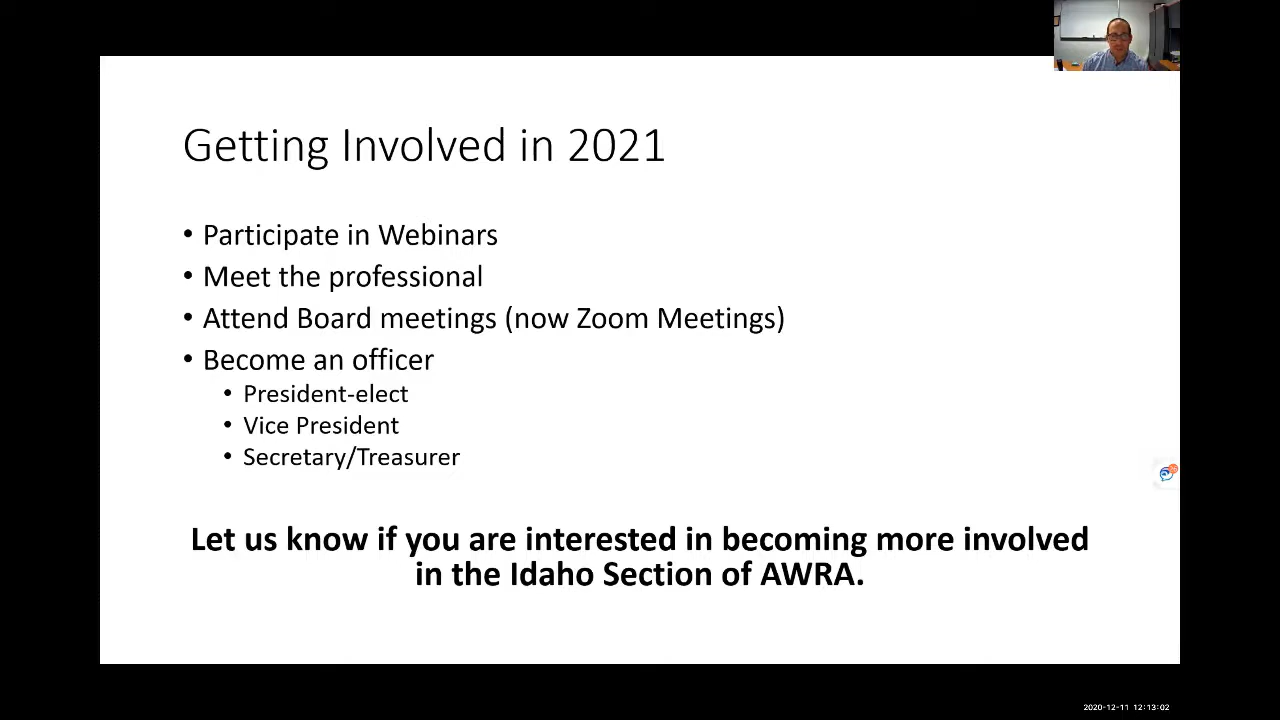 Getting Involved in 2021
• Participate in Webinars
• Meet the professional
• Attend Board meetings (now Zoom Meetings)
• Become an officer
• President-elect
• Vice President
• Secretary/Treasurer
Let us know if you are interested in becoming more involved
in the Idaho Section of AWRA.
2020-12-11 12:13:02